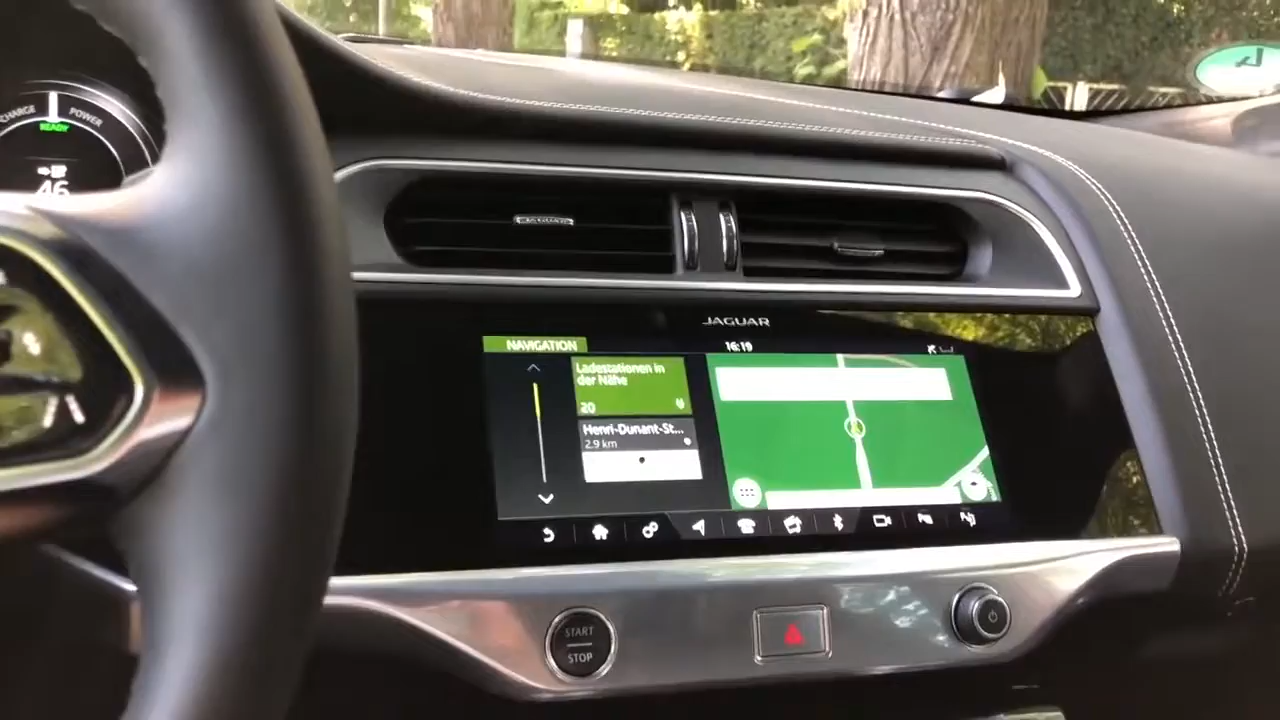 CHARGE
POWER
READY
46
JAGUAR
NAVIGATION
16:19
Ladestationen in
der Nähe
20
Henri-Dunant-St...
2.9 km
START
STOP